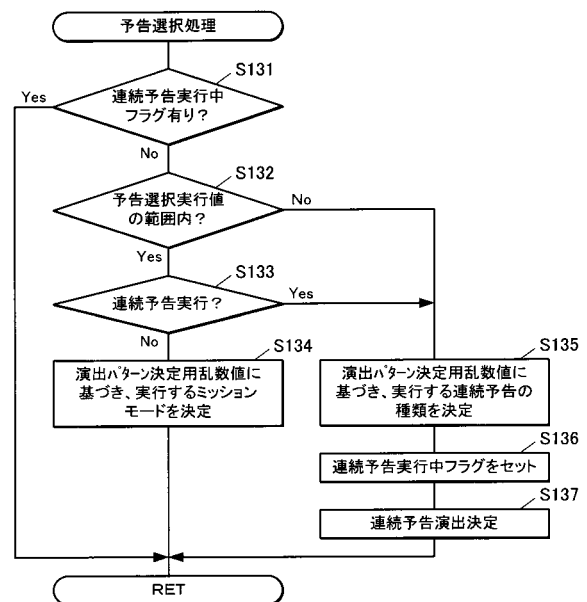 予告選択処理
S131
Yes
連続予告実行中
フラグ有り？
No
S132
予告選択実行値
の範囲内？
No
Yes
S133
連続予告実行？
Yes
No
S134
演出パターン決定用乱数値に
基づき、実行するミッション
モードを決定
S135
演出パターン決定用乱数値に
基づき、実行する連続予告の
種類を決定
S136
連続予告実行中フラグをセット
S137
連続予告演出決定
RET